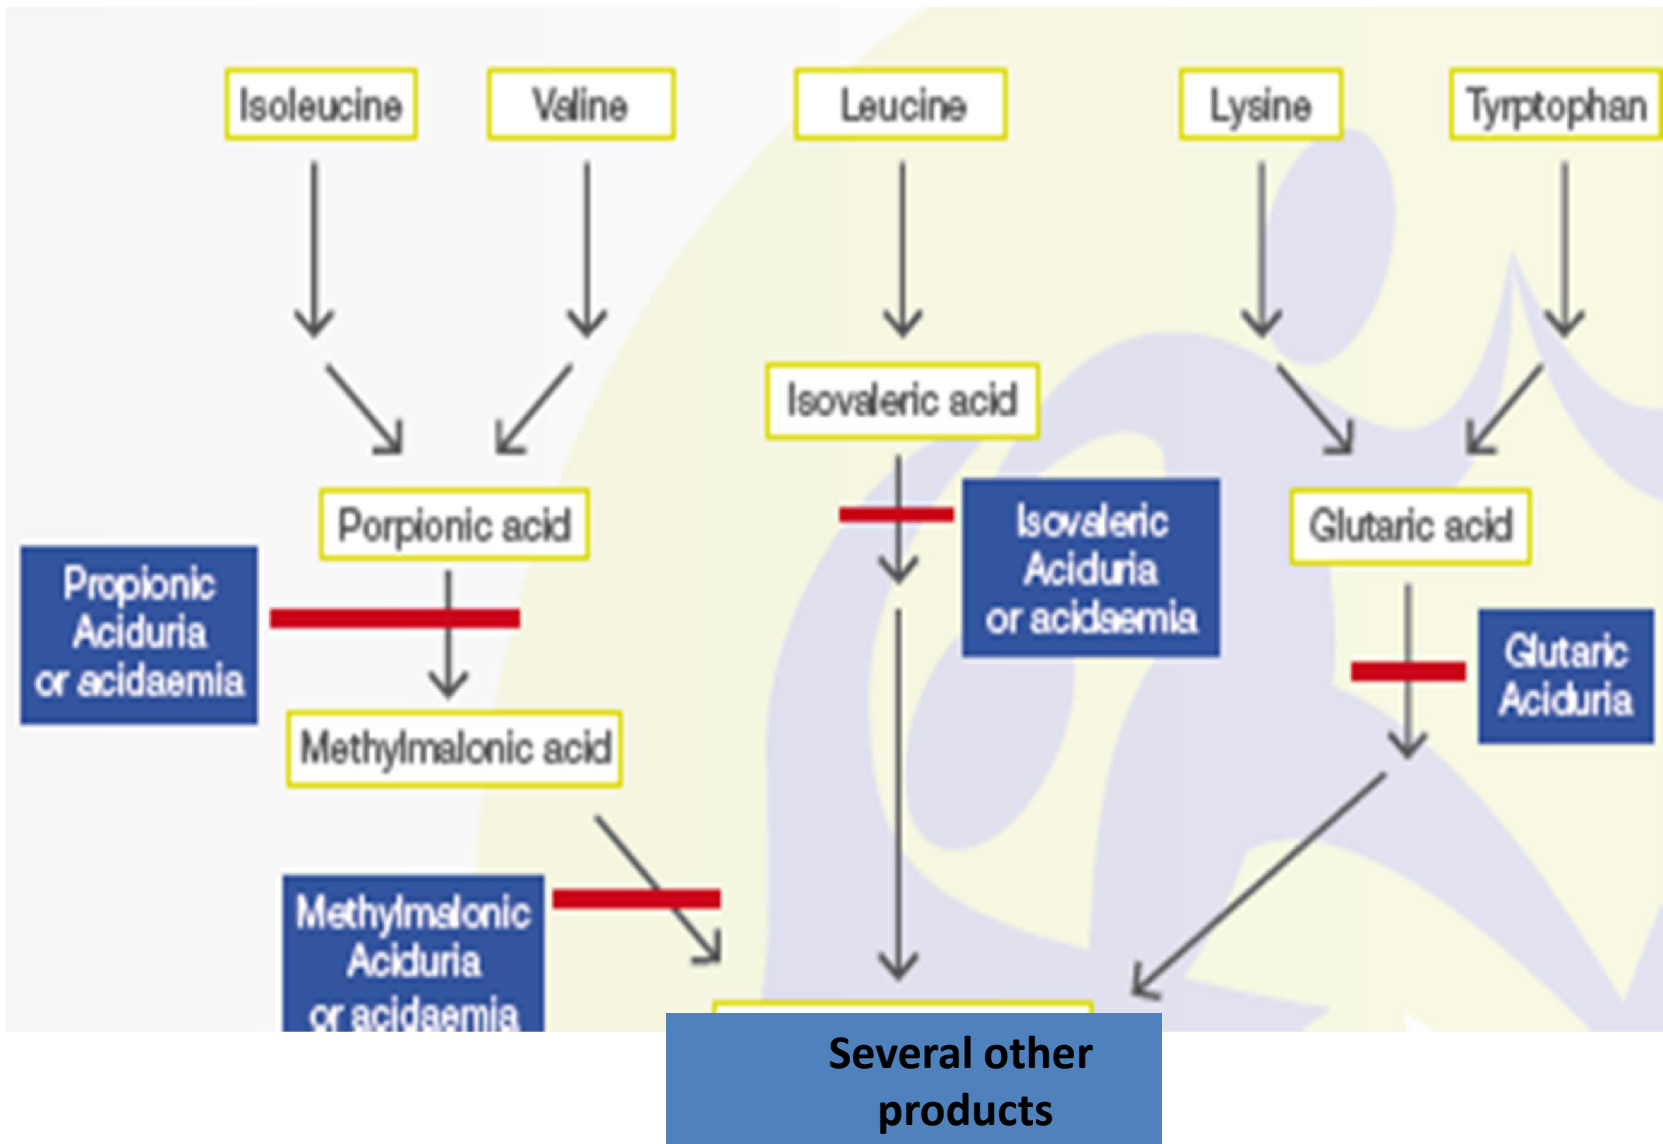 Isoleucine
Valine
Leucine
Lysine
Tyrptophan
Isovaleric acid
Porpionic acid
Isovaleric
Aciduria
or acidaemia
Glutaric acid
Propionic
Aciduria
or acidaemia
Glutaric
Aciduria
Methylmalonic acid
Methylmalonic
Aciduria
or acidaemia
Several other
products